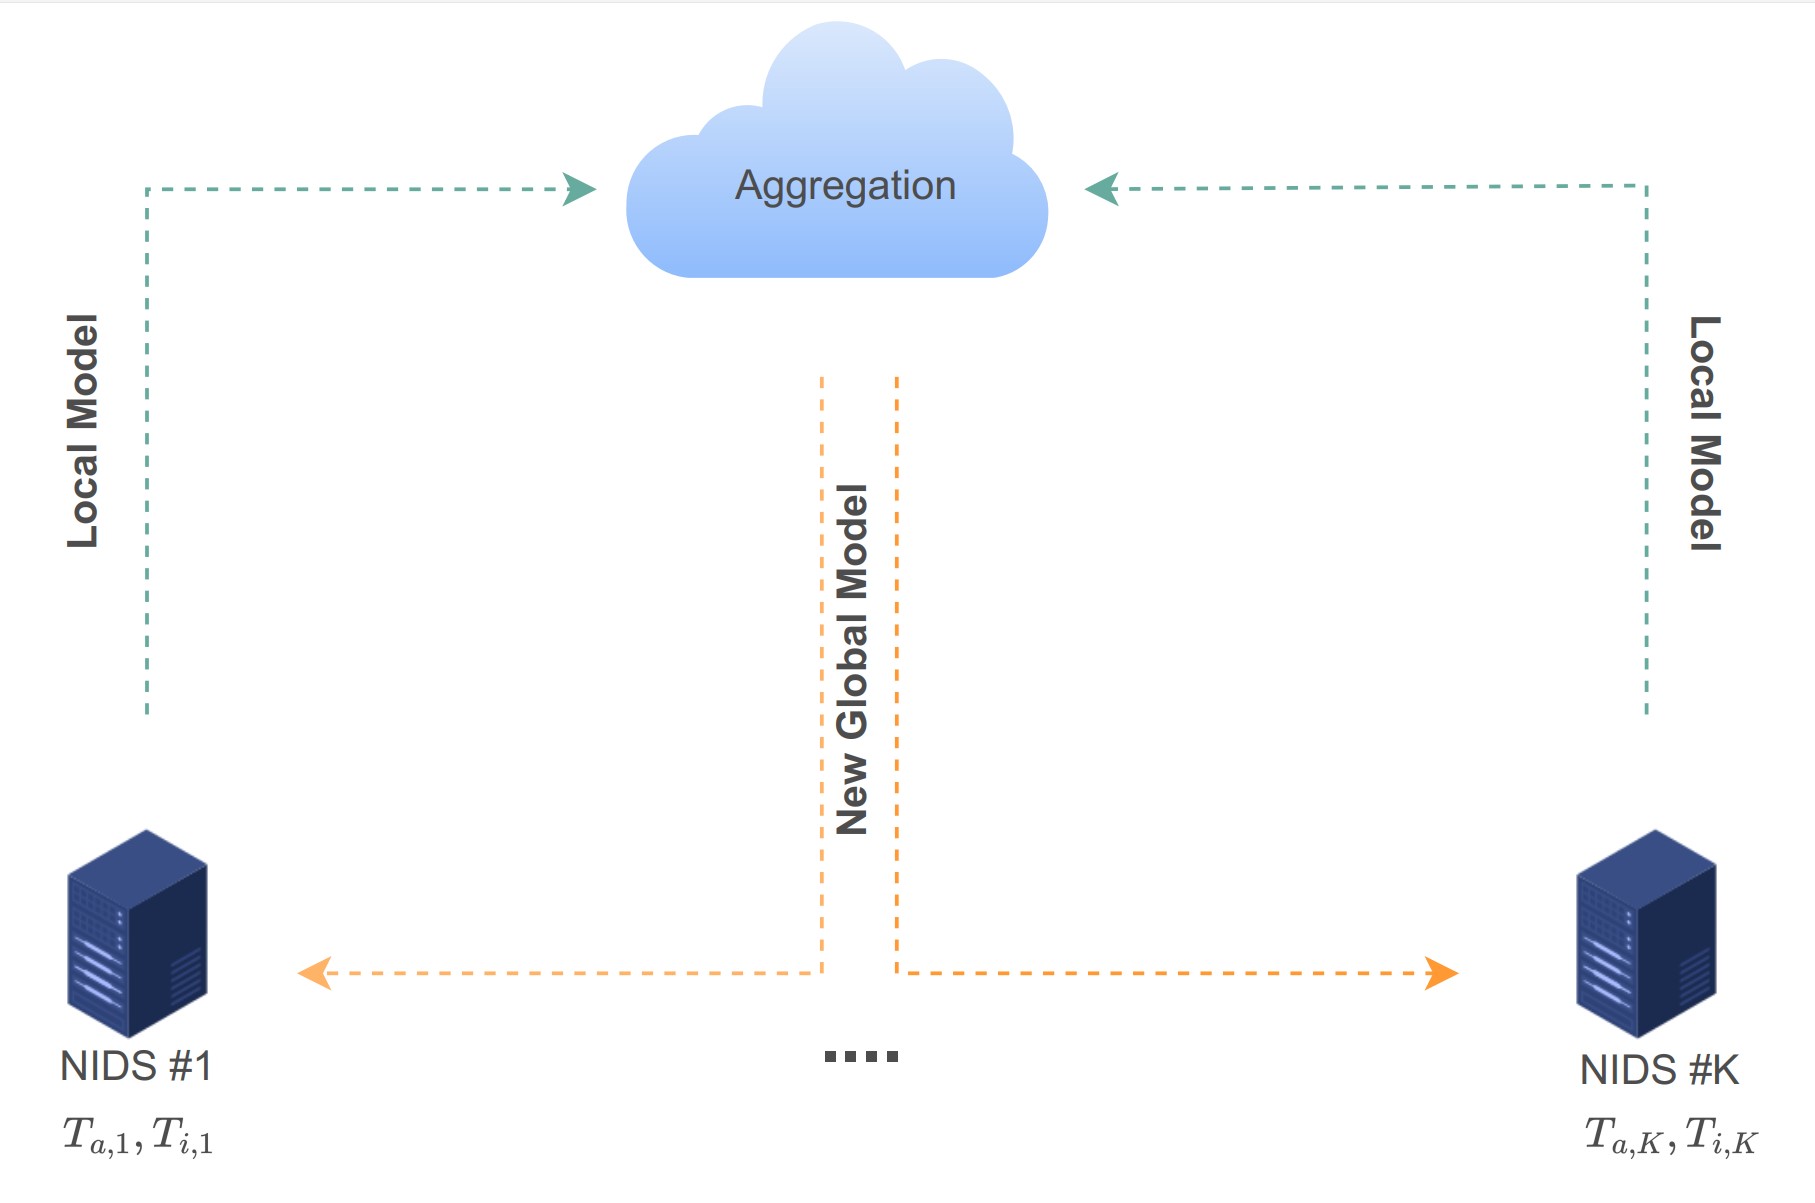 Aggregation
Local Model
Local Model
New Global Model
....
NIDS #1
NIDS #K
T_{a,1}, T_{i,1}
T_{a,K}, T_{i,K}